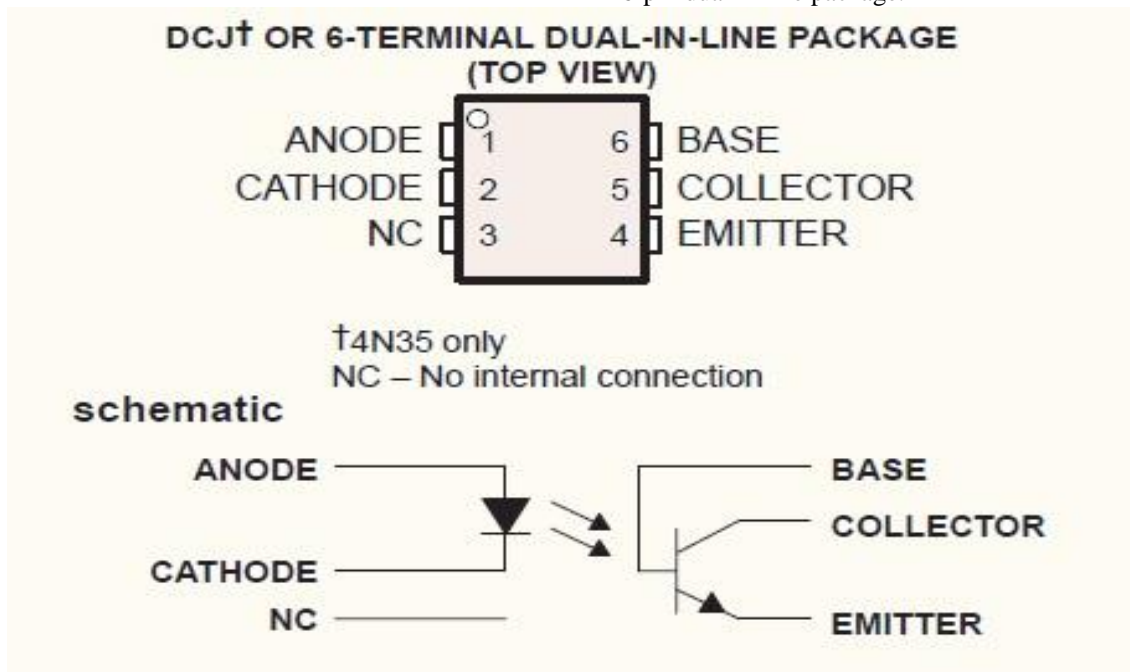 DCJ† OR 6-TERMINAL DUAL-IN-LINE PACKAGE
(TOP VIEW)
ANODE 1 6 BASE
CATHODE 2 5 COLLECTOR
NC 3 4 EMITTER
†4N35 only
NC – No internal connection
schematic
ANODE
BASE
COLLECTOR
CATHODE
NC
EMITTER